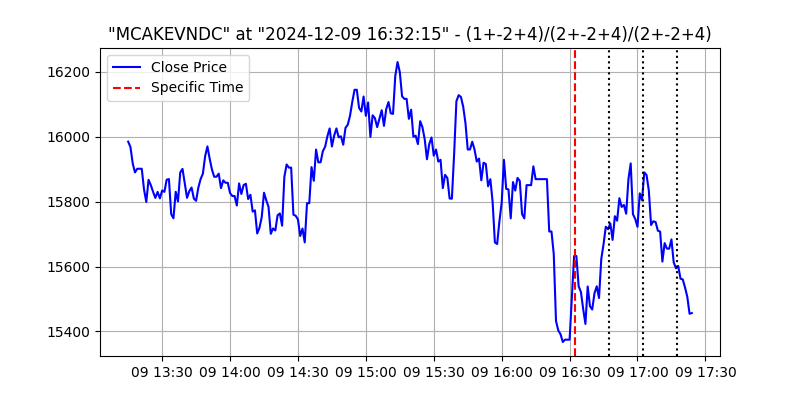 "MCAKEVNDC" at "2024-12-09 16:32:15" - (1+-2+4)/(2+-2+4)/(2+-2+4)
Close Price
Specific Time
16200
16000
15800
15600
15400
09 13:30 09 14:00 09 14:30 09 15:00 09 15:30 09 16:00 09 16:30 09 17:00 09 17:30